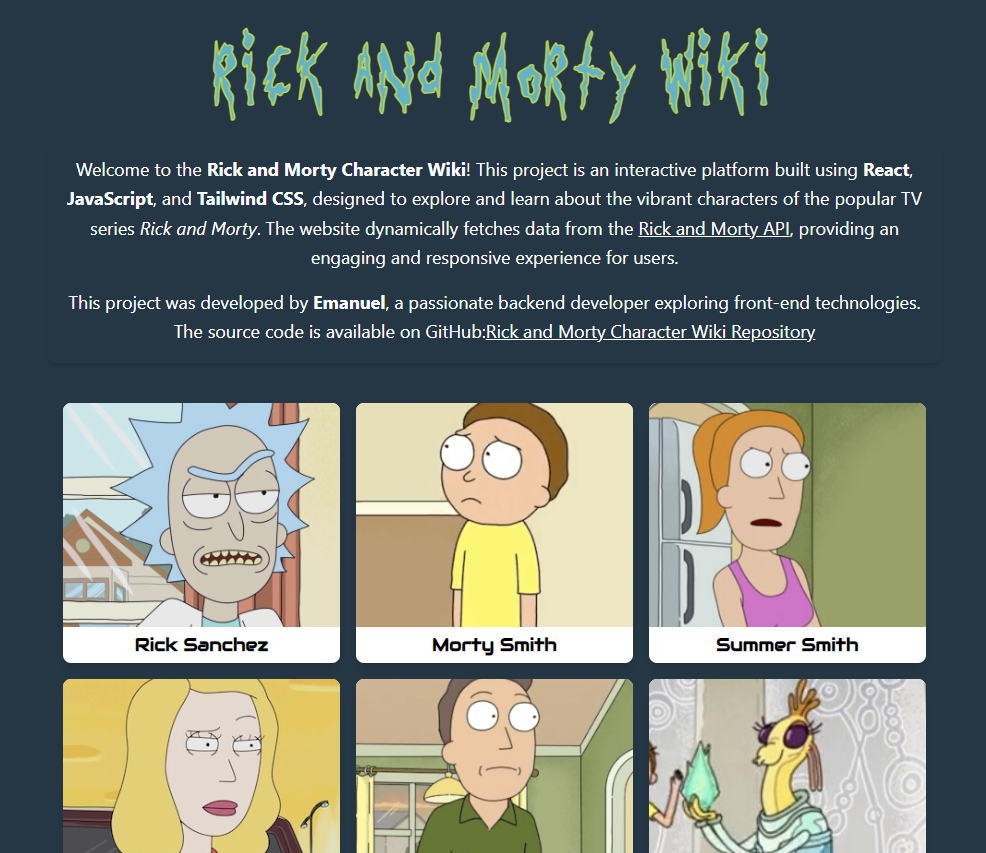 Rick and Morty Wiki
Welcome to the Rick and Morty Character Wiki! This project is an interactive platform built using React,
JavaScript, and Tailwind CSS, designed to explore and learn about the vibrant characters of the popular TV
series Rick and Morty. The website dynamically fetches data from the Rick and Morty API, providing an
engaging and responsive experience for users.
This project was developed by Emanuel, a passionate backend developer exploring front-end technologies.
The source code is available on GitHub:Rick and Morty Character Wiki Repository
Rick Sanchez
Morty Smith
Summer Smith